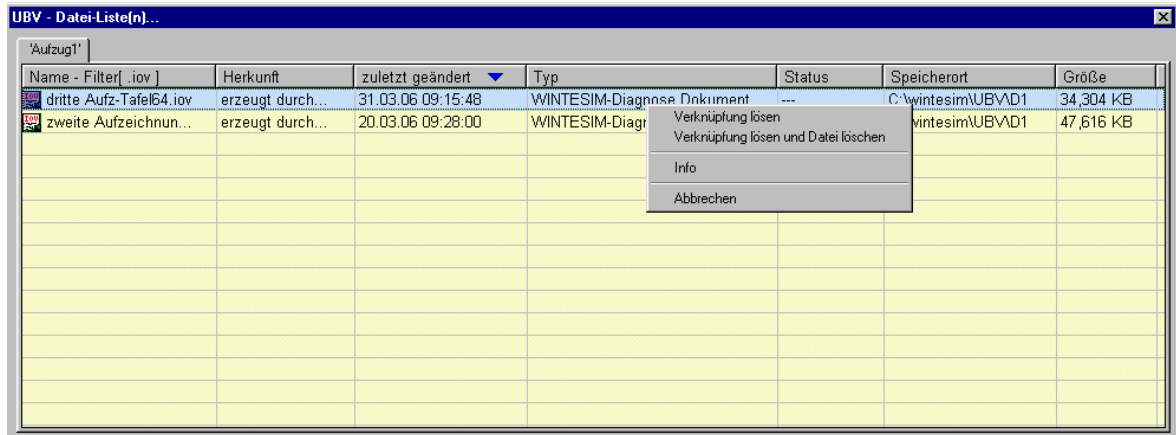 UBV - Datei-Liste(n)...
'Aufzug1'
Name - Filter[ .iov ] Herkunft zuletzt geändert Typ Status Speicherort Größe
dritte Aufz-Tafel64.iov erzeugt durch... 31.03.06 09:15:48 WINTESIM-Diagnose Dokument --- C:\wintesim\UBV\D1 34,304 KB
zweite Aufzeichnun... erzeugt durch... 20.03.06 09:28:00 WINTESIM-Diagr wintesim\UBV\D1 47,616 KB
Verknüpfung lösen
Verknüpfung lösen und Datei löschen
Info
Abbrechen